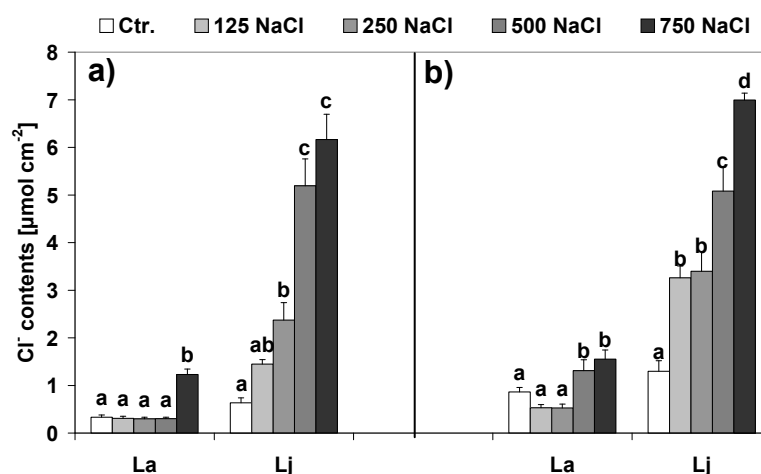 Ctr. 125 NaCl 250 NaCl 500 NaCl 750 NaCl
Cl⁻ contents [µmol cm⁻²]
8
7
6
5
4
3
2
1
0
a)
a a a a b
a ab b c c
La Lj
b)
a a a b b
a b b c d
La Lj